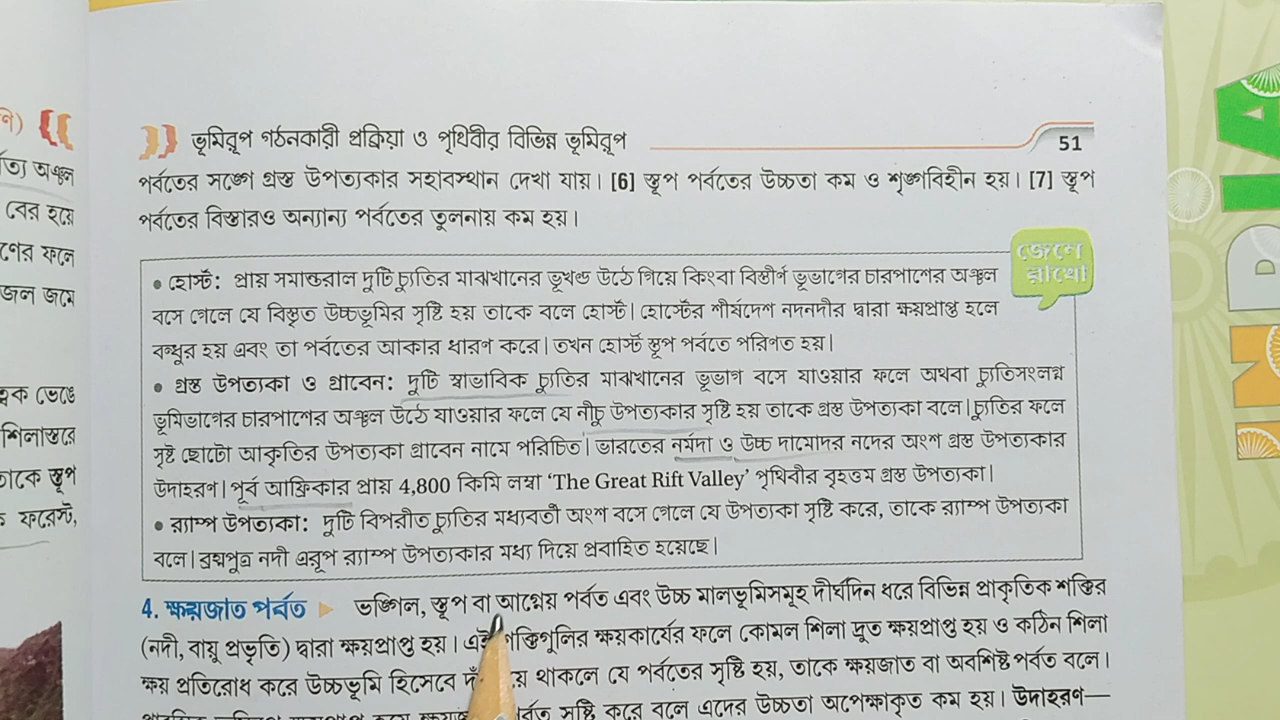 ভূমিরূপ গঠনকারী প্রক্রিয়া ও পৃথিবীর বিভিন্ন ভূমিরূপ 51
পর্বতের সঙ্গে গ্রস্ত উপত্যকার সহাবস্থান দেখা যায়। [6] স্তূপ পর্বতের উচ্চতা কম ও শৃঙ্গবিহীন হয়। [7] স্তূপ
পর্বতের বিস্তারও অন্যান্য পর্বতের তুলনায় কম হয়।
জেনে
রাখো
• হোর্স্ট: প্রায় সমান্তরাল দুটি চ্যুতির মাঝখানের ভূখণ্ড উঠে গিয়ে কিংবা বিস্তীর্ণ ভূভাগের চারপাশের অঞ্চল
বসে গেলে যে বিস্তৃত উচ্চভূমির সৃষ্টি হয় তাকে বলে হোর্স্ট। হোর্স্টের শীর্ষদেশ নদনদীর দ্বারা ক্ষয়প্রাপ্ত হলে
বন্ধুর হয় এবং তা পর্বতের আকার ধারণ করে। তখন হোর্স্ট স্তূপ পর্বতে পরিণত হয়।
• গ্রস্ত উপত্যকা ও গ্রাবেন: দুটি স্বাভাবিক চ্যুতির মাঝখানের ভূভাগ বসে যাওয়ার ফলে অথবা চ্যুতিসংলগ্ন
ভূমিভাগের চারপাশের অঞ্চল উঠে যাওয়ার ফলে যে নীচু উপত্যকার সৃষ্টি হয় তাকে গ্রস্ত উপত্যকা বলে। চ্যুতির ফলে
সৃষ্ট ছোটো আকৃতির উপত্যকা গ্রাবেন নামে পরিচিত। ভারতের নর্মদা ও উচ্চ দামোদর নদের অংশ গ্রস্ত উপত্যকার
উদাহরণ। পূর্ব আফ্রিকার প্রায় 4,800 কিমি লম্বা ‘The Great Rift Valley’ পৃথিবীর বৃহত্তম গ্রস্ত উপত্যকা।
• র‍্যাম্প উপত্যকা: দুটি বিপরীত চ্যুতির মধ্যবর্তী অংশ বসে গেলে যে উপত্যকা সৃষ্টি করে, তাকে র‍্যাম্প উপত্যকা
বলে। ব্রহ্মপুত্র নদী এরূপ র‍্যাম্প উপত্যকার মধ্য দিয়ে প্রবাহিত হয়েছে।
4. ক্ষয়জাত পর্বত ▶ ভঙ্গিল, স্তূপ বা আগ্নেয় পর্বত এবং উচ্চ মালভূমিসমূহ দীর্ঘদিন ধরে বিভিন্ন প্রাকৃতিক শক্তির
(নদী, বায়ু প্রভৃতি) দ্বারা ক্ষয়প্রাপ্ত হয়। এই শক্তিগুলির ক্ষয়কার্যের ফলে কোমল শিলা দ্রুত ক্ষয়প্রাপ্ত হয় ও কঠিন শিলা
ক্ষয় প্রতিরোধ করে উচ্চভূমি হিসেবে থাকলে যে পর্বতের সৃষ্টি হয়, তাকে ক্ষয়জাত বা অবশিষ্ট পর্বত বলে।
সৃষ্টি করে বলে এদের উচ্চতা অপেক্ষাকৃত কম হয়। উদাহরণ—